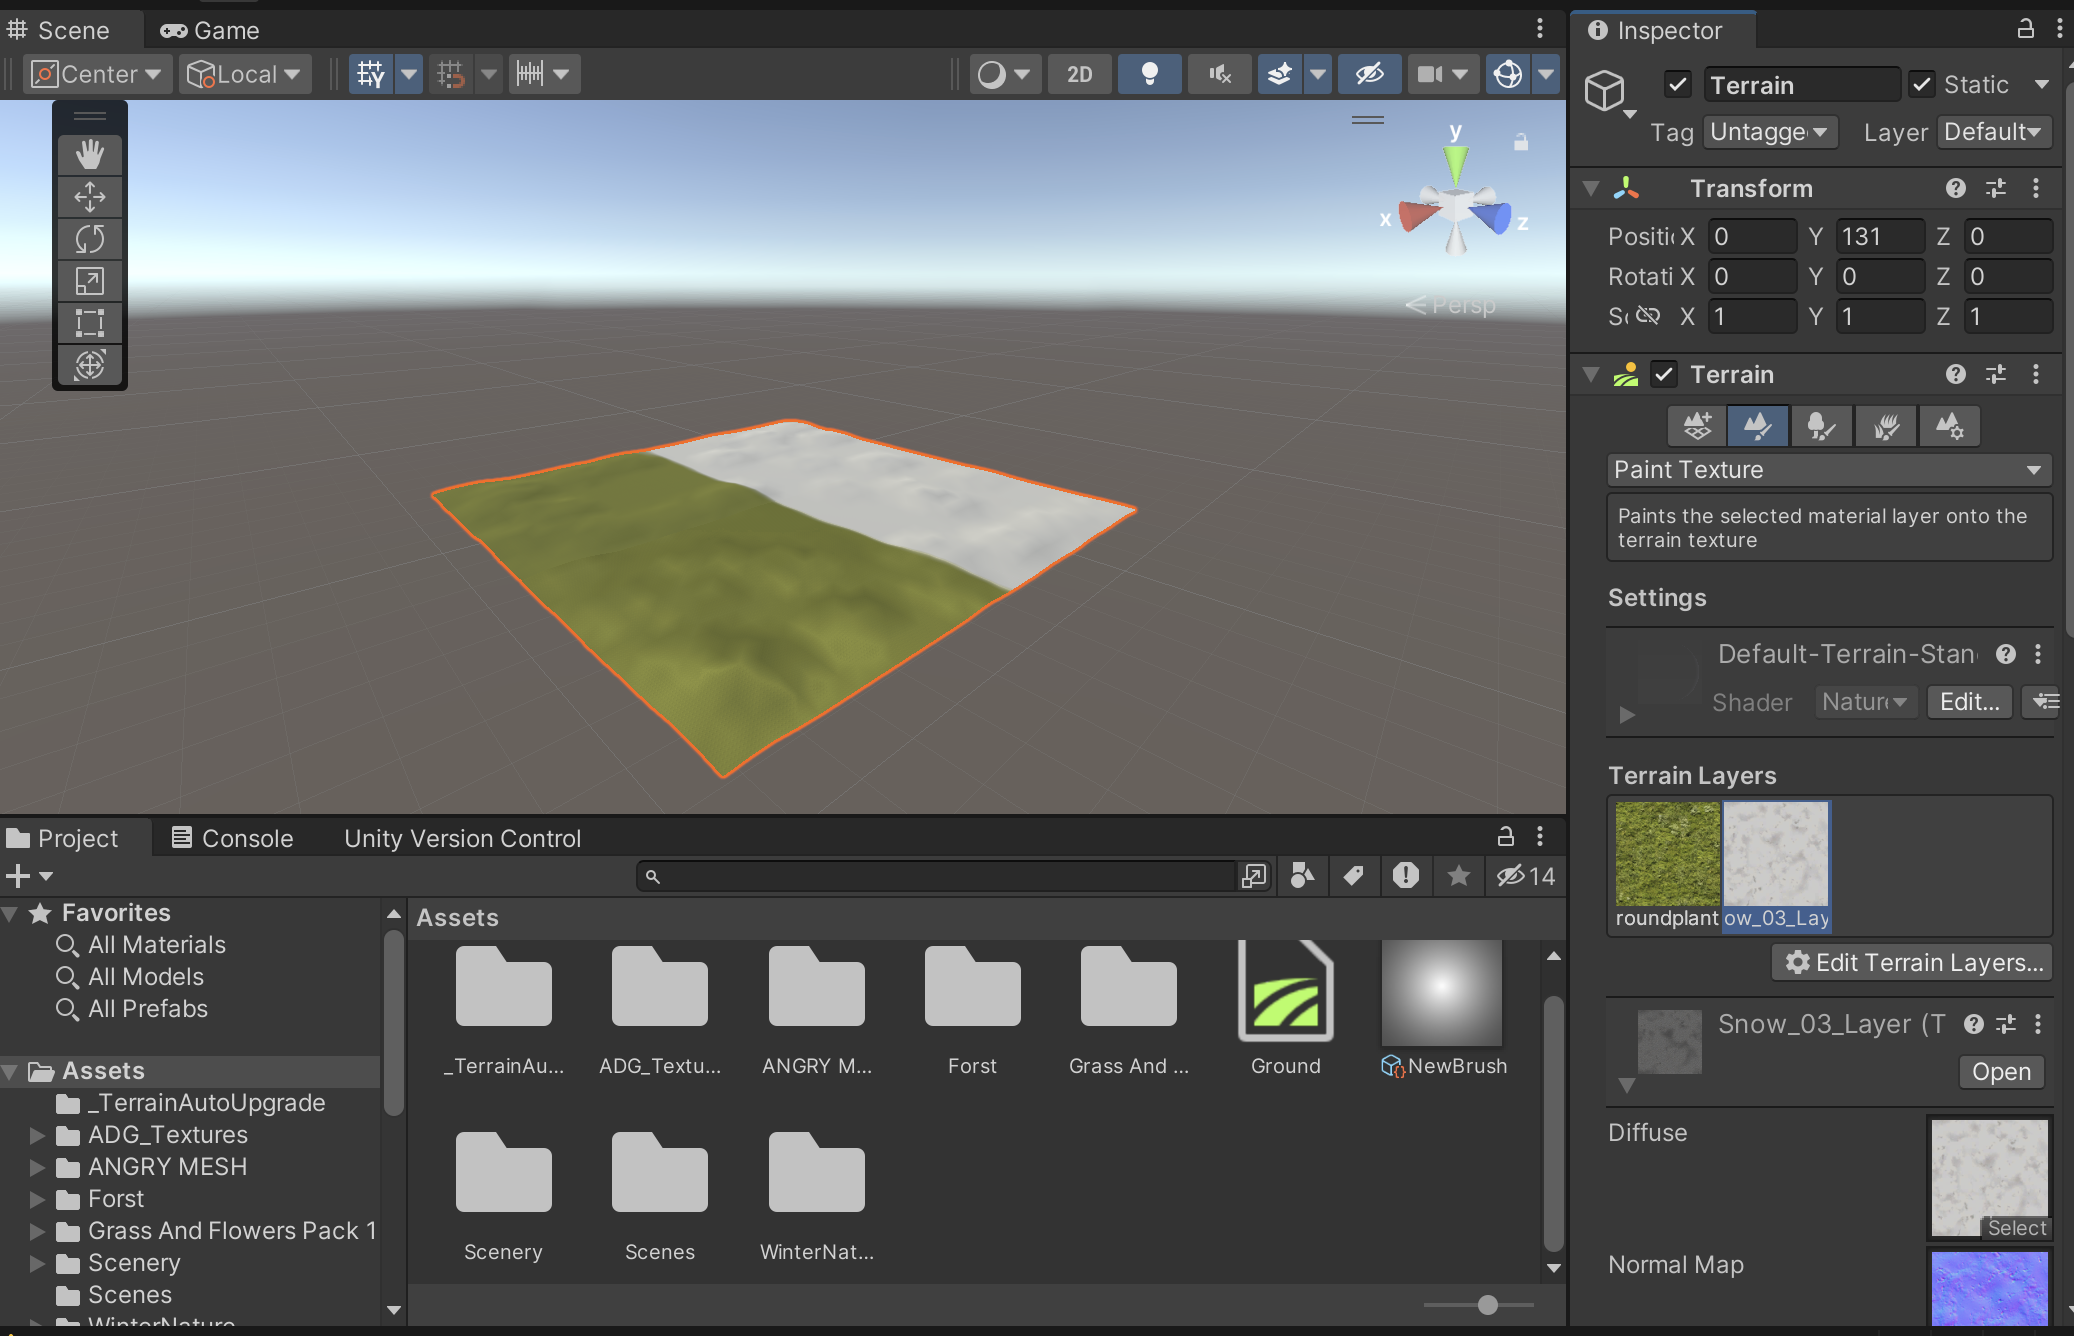 Scene
Game
Center
Local
2D
y
x
z
Persp
Project
Console
Unity Version Control
14
Favorites
All Materials
All Models
All Prefabs
Assets
_TerrainAutoUpgrade
ADG_Textures
ANGRY MESH
Forst
Grass And Flowers Pack 1
Scenery
Scenes
WinterNature
Assets
_TerrainAu...
ADG_Textu...
ANGRY M...
Forst
Grass And ...
Ground
NewBrush
Scenery
Scenes
WinterNat...
Inspector
Terrain
Static
Tag Untagge Layer Default
Transform
Positi X 0 Y 131 Z 0
Rotati X 0 Y 0 Z 0
Sc X 1 Y 1 Z 1
Terrain
Paint Texture
Paints the selected material layer onto the
terrain texture
Settings
Default-Terrain-Stan
Shader Nature Edit...
Terrain Layers
roundplant ow_03_Lay
Edit Terrain Layers...
Snow_03_Layer (T
Open
Diffuse
Select
Normal Map